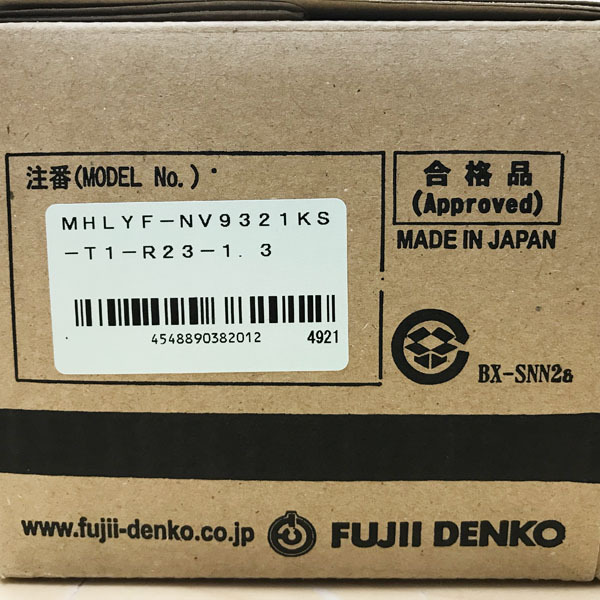 注番(MODEL No.)
MHLYF-NV9321KS
-T1-R23-1.3
4548890382012 4921
合格品
(Approved)
MADE IN JAPAN
BX-SNN2&
www.fujii-denko.co.jp FUJII DENKO